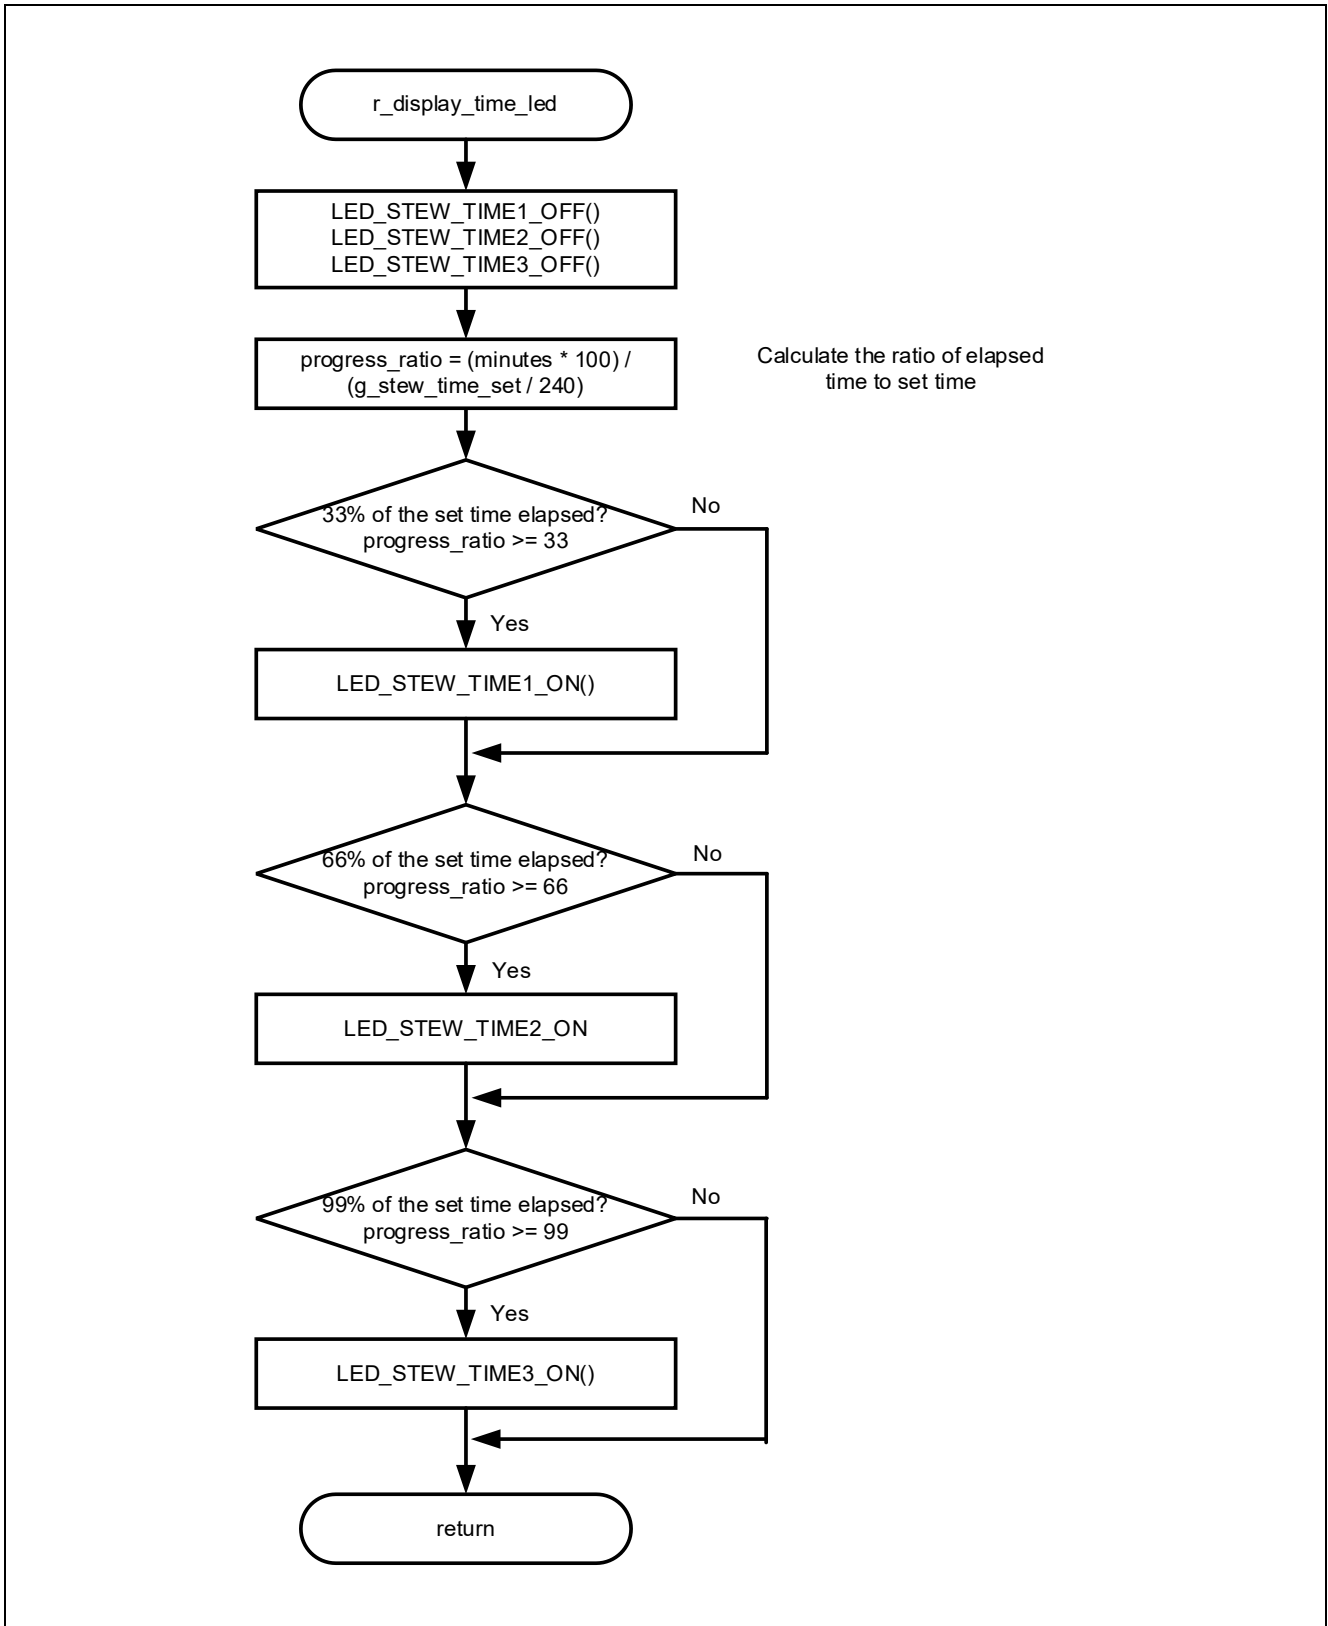 r_display_time_led
LED_STEW_TIME1_OFF()
LED_STEW_TIME2_OFF()
LED_STEW_TIME3_OFF()
progress_ratio = (minutes * 100) /
(g_stew_time_set / 240)
Calculate the ratio of elapsed
time to set time
33% of the set time elapsed?
progress_ratio >= 33
No
Yes
LED_STEW_TIME1_ON()
66% of the set time elapsed?
progress_ratio >= 66
No
Yes
LED_STEW_TIME2_ON
99% of the set time elapsed?
progress_ratio >= 99
No
Yes
LED_STEW_TIME3_ON()
return